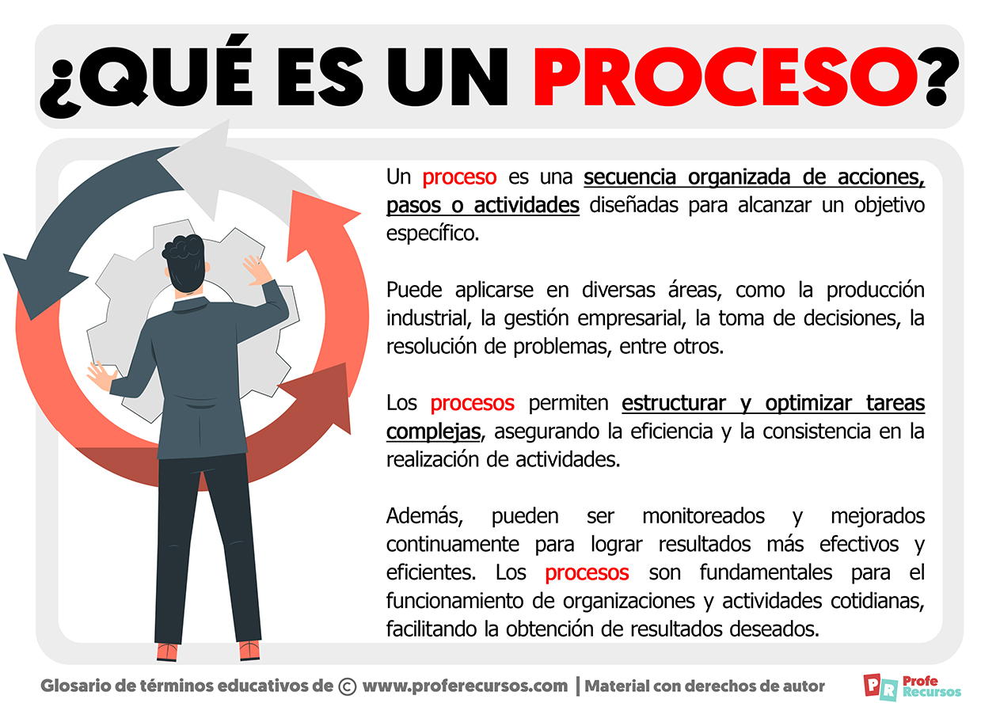 ¿QUÉ ES UN PROCESO?
Un proceso es una secuencia organizada de acciones,
pasos o actividades diseñadas para alcanzar un objetivo
específico.
Puede aplicarse en diversas áreas, como la producción
industrial, la gestión empresarial, la toma de decisiones, la
resolución de problemas, entre otros.
Los procesos permiten estructurar y optimizar tareas
complejas, asegurando la eficiencia y la consistencia en la
realización de actividades.
Además, pueden ser monitoreados y mejorados
continuamente para lograr resultados más efectivos y
eficientes. Los procesos son fundamentales para el
funcionamiento de organizaciones y actividades cotidianas,
facilitando la obtención de resultados deseados.
Glosario de términos educativos de © www.proferecursos.com | Material con derechos de autor
PR Profe
Recursos